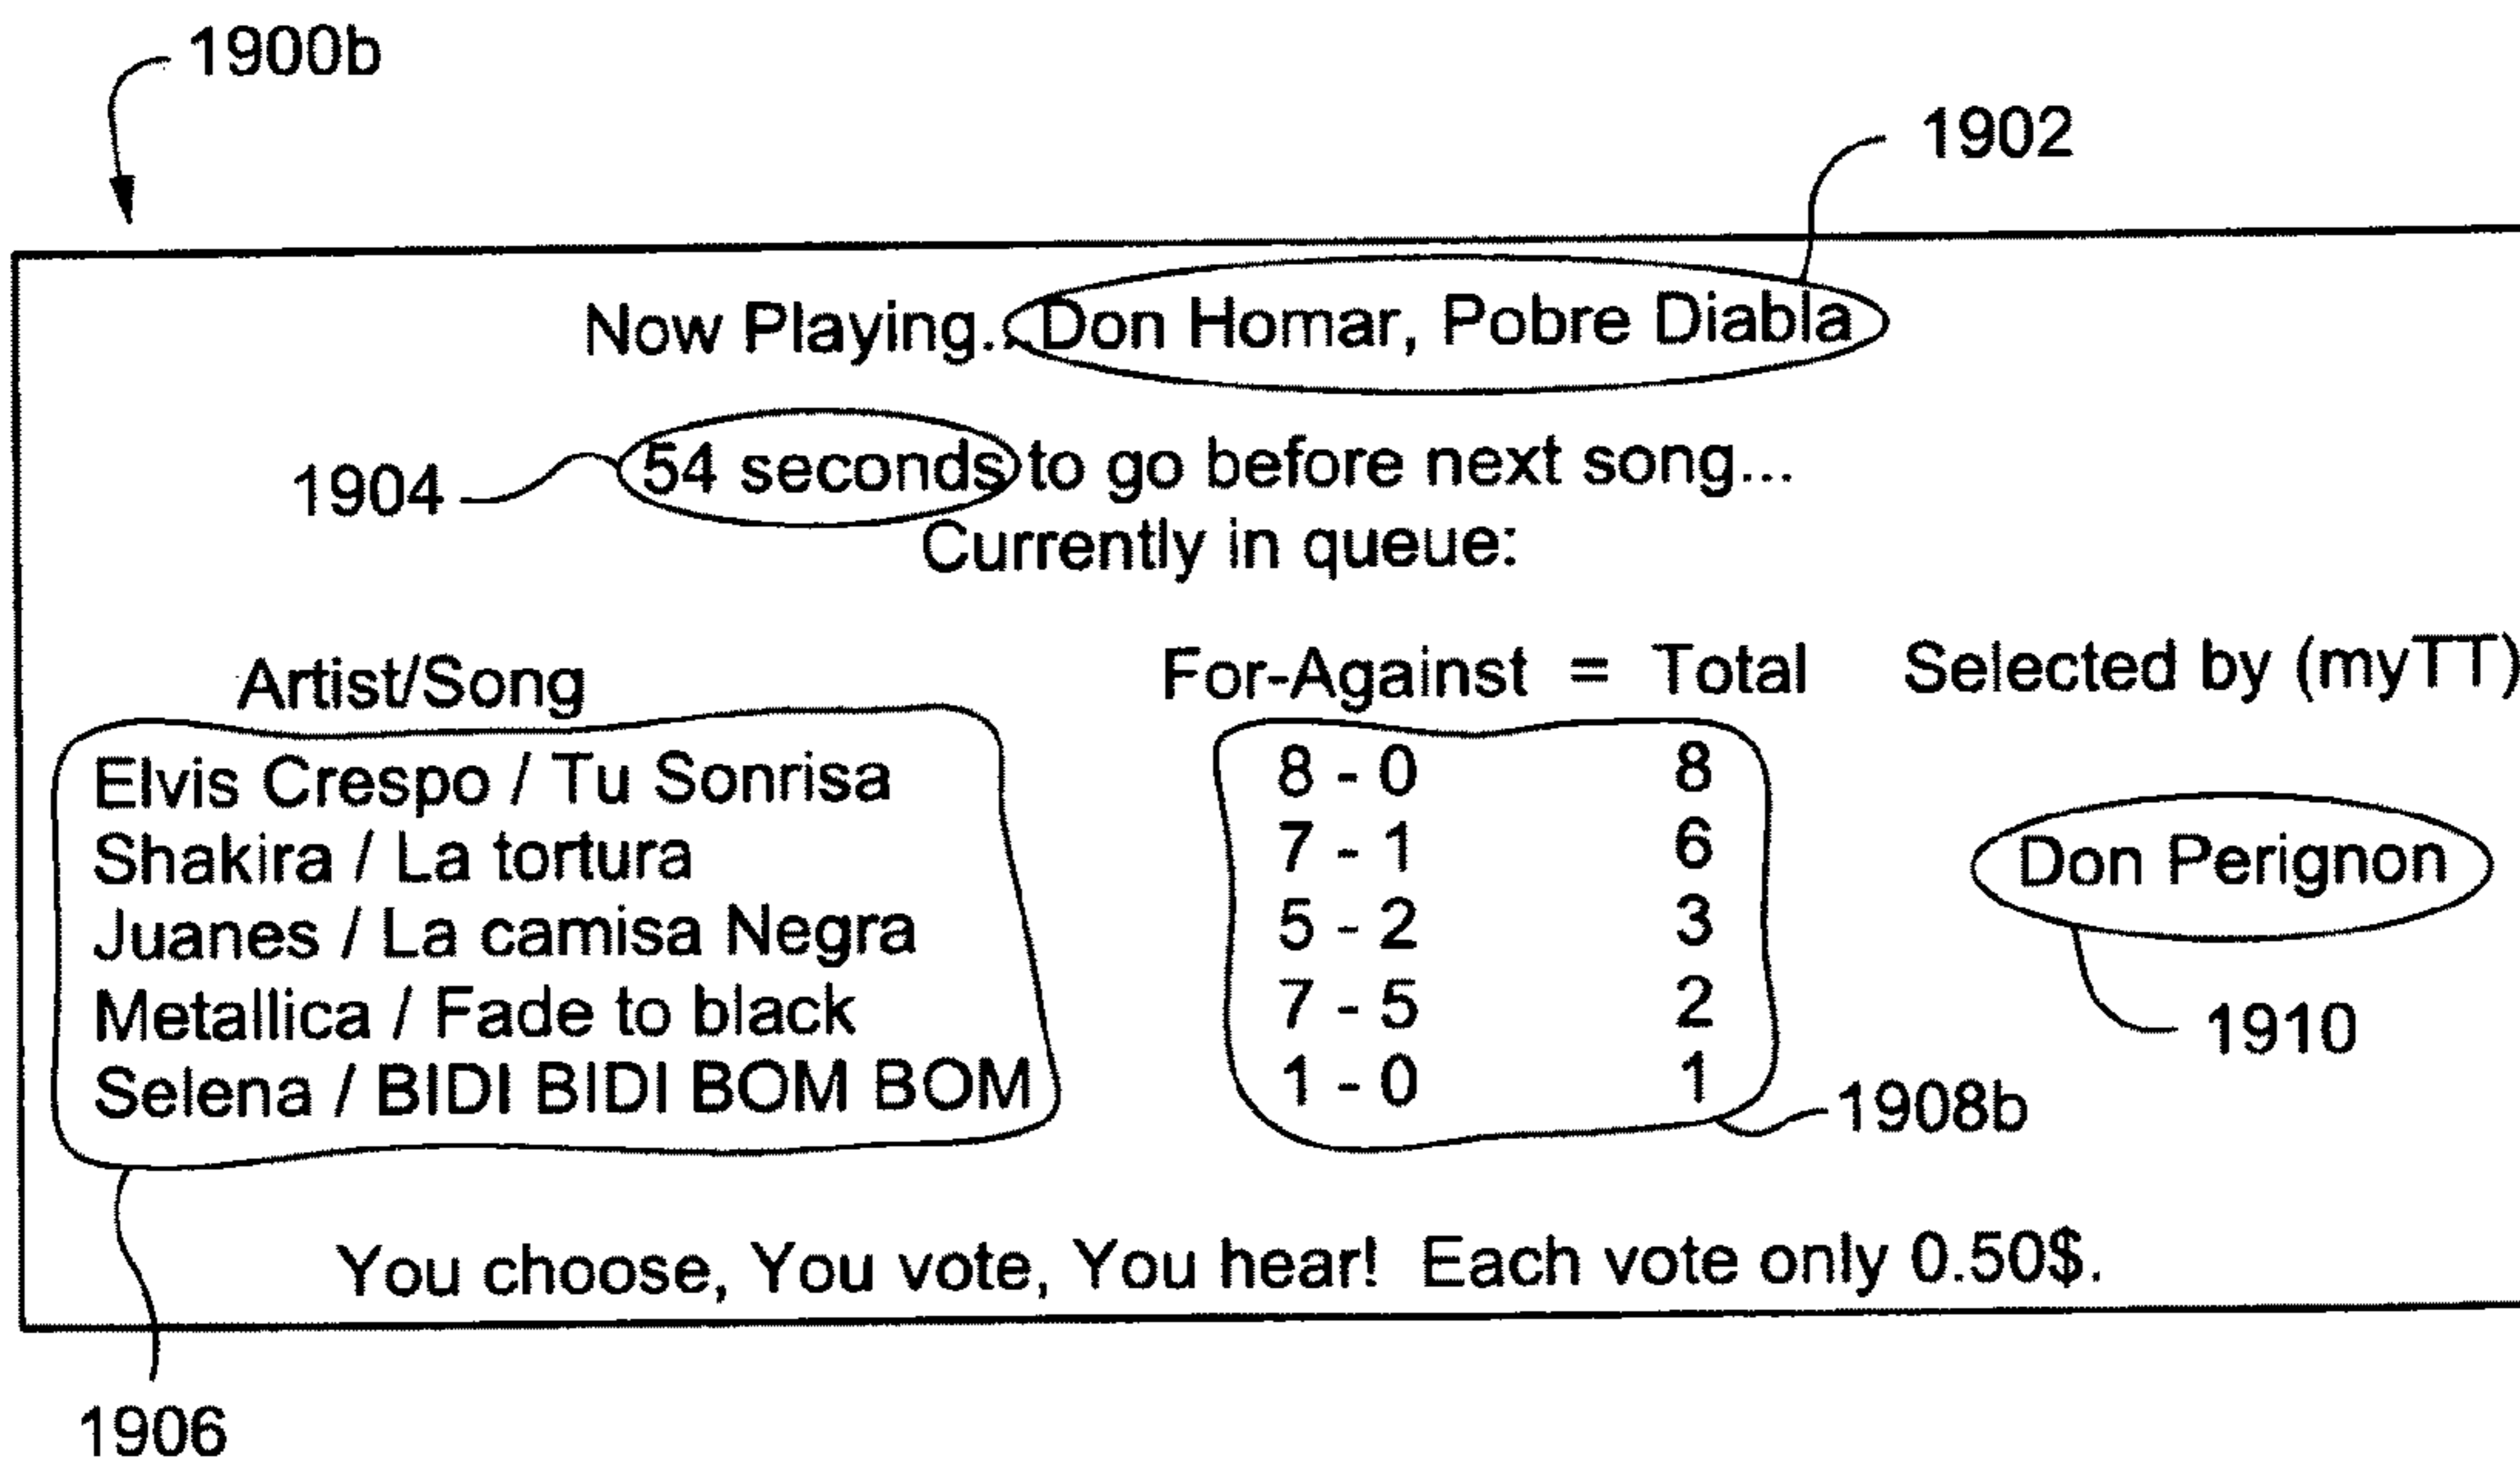 1900b
1902
Now Playing... Don Homar, Pobre Diabla
1904 54 seconds to go before next song...
Currently in queue:
Artist/Song For-Against = Total Selected by (myTT)
Elvis Crespo / Tu Sonrisa 8 - 0 8
Shakira / La tortura 7 - 1 6 Don Perignon
Juanes / La camisa Negra 5 - 2 3
Metallica / Fade to black 7 - 5 2 1910
Selena / BIDI BIDI BOM BOM 1 - 0 1 1908b
You choose, You vote, You hear! Each vote only 0.50$.
1906